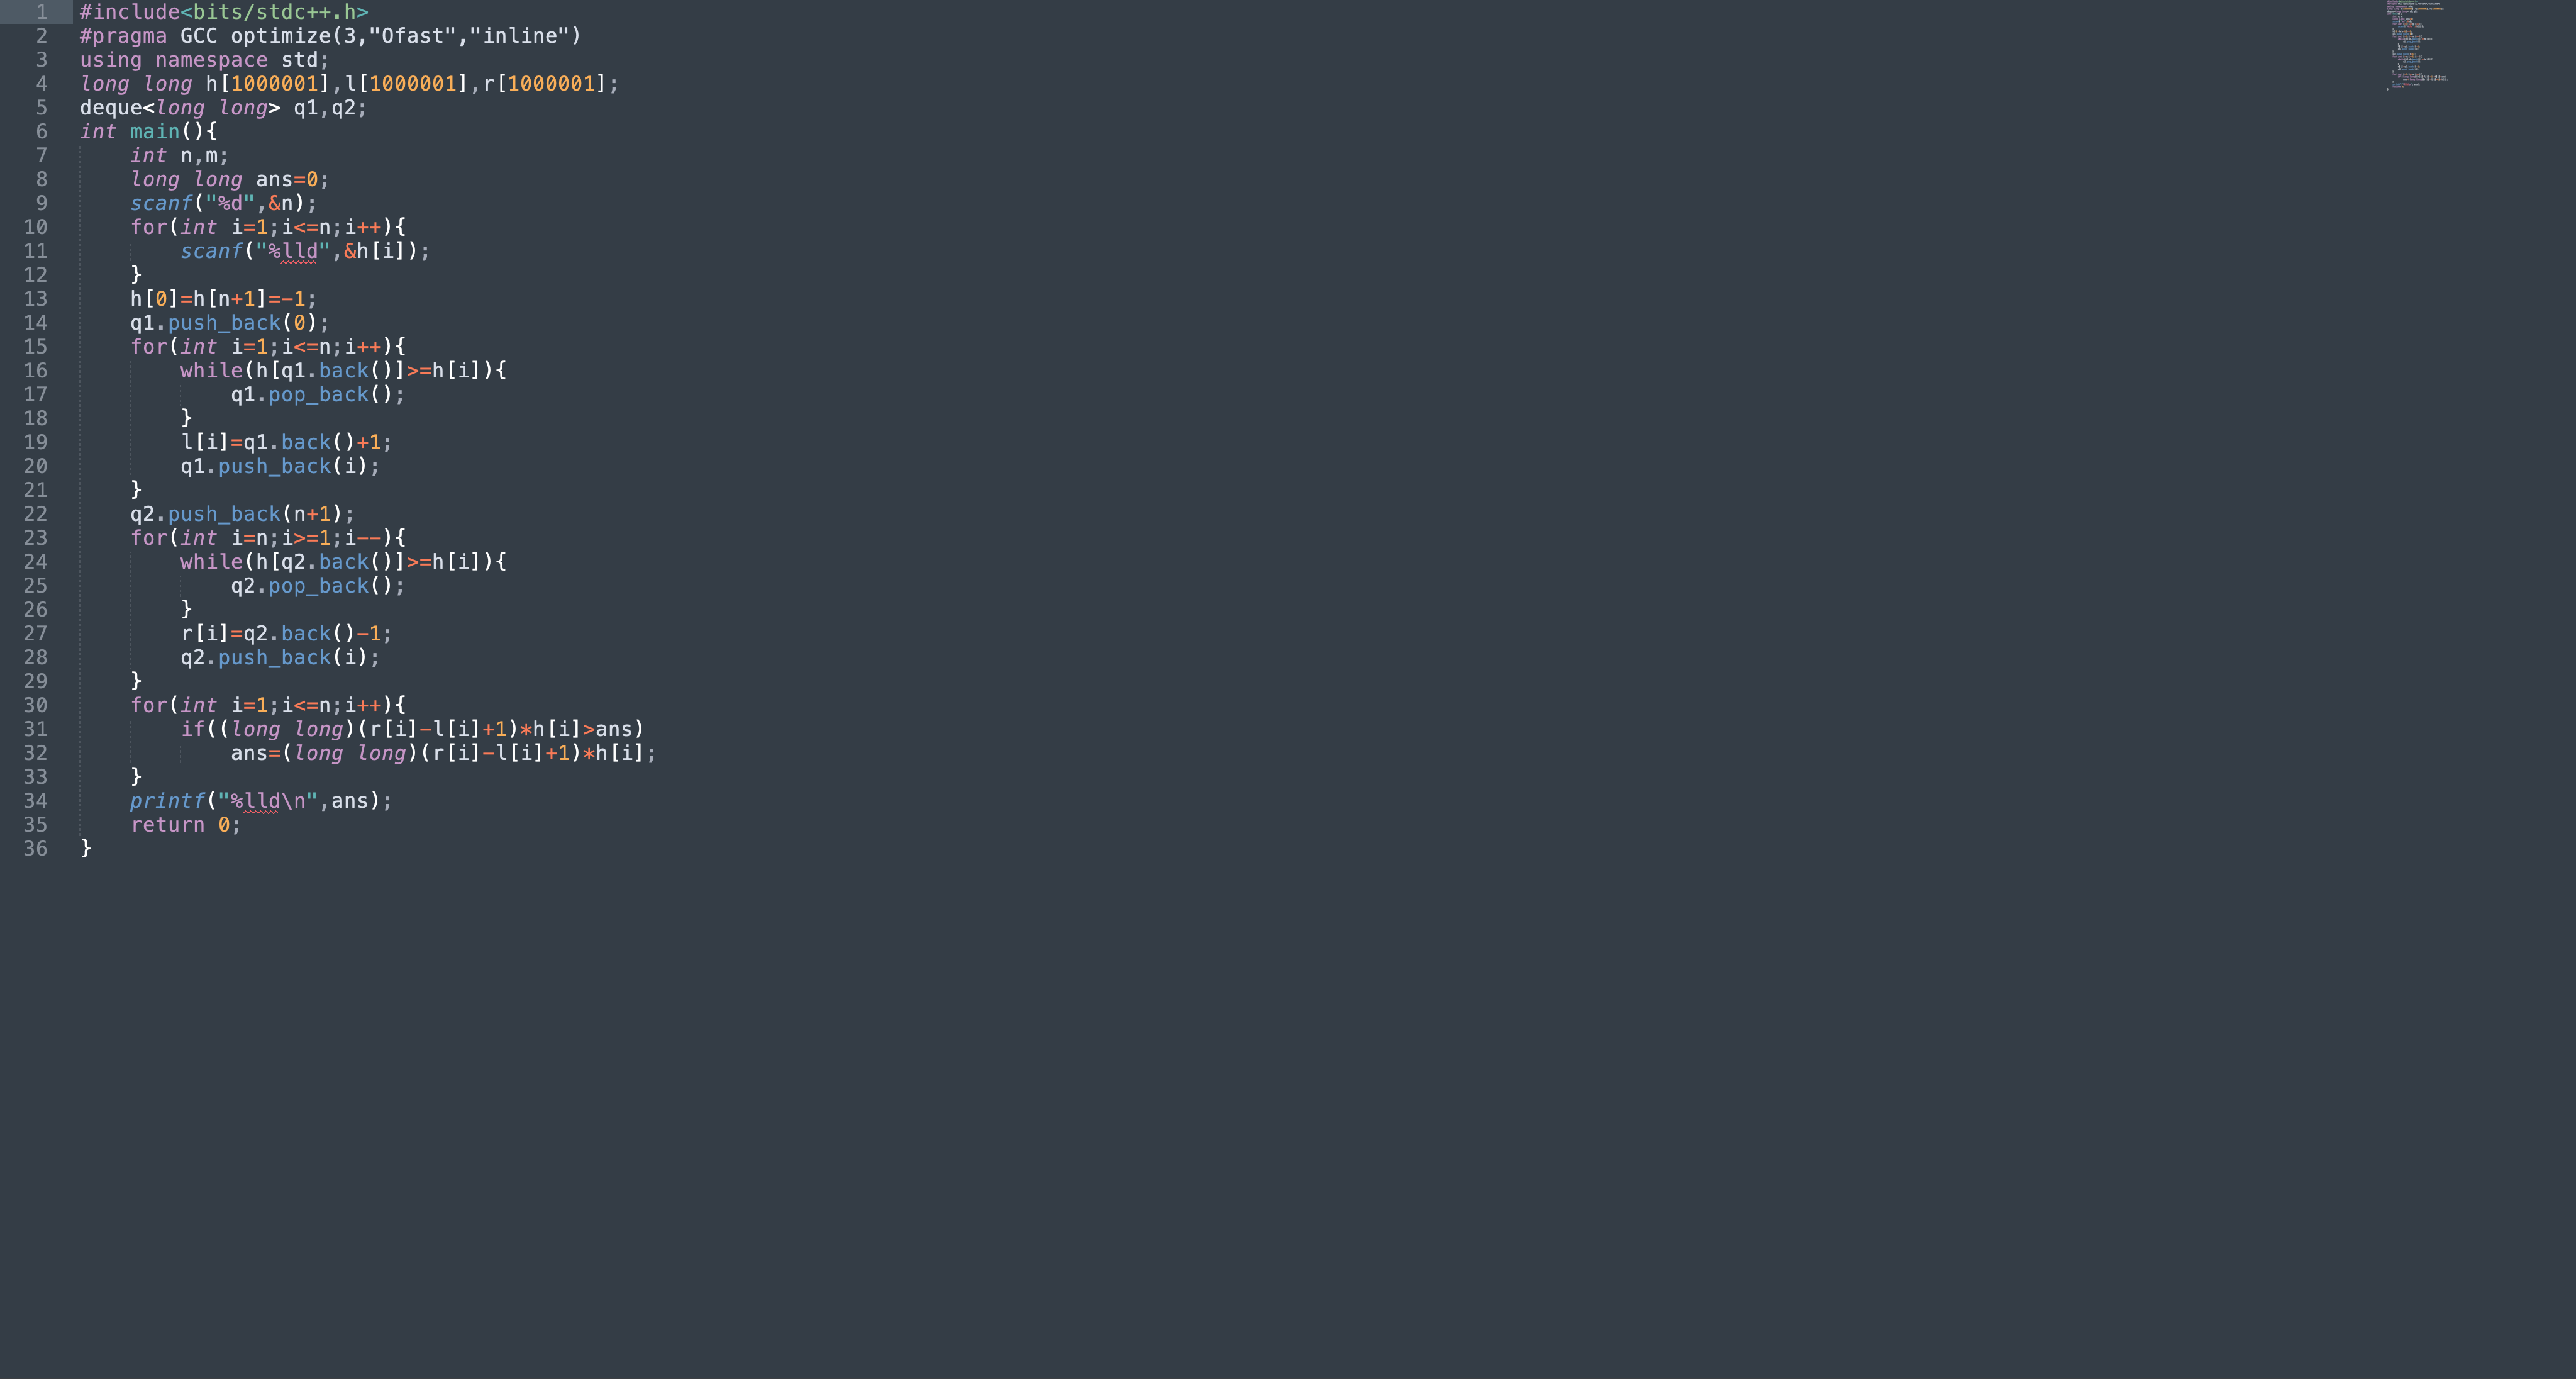 1 #include<bits/stdc++.h>
2 #pragma GCC optimize(3,"Ofast","inline")
3 using namespace std;
4 long long h[1000001],l[1000001],r[1000001];
5 deque<long long> q1,q2;
6 int main(){
7     int n,m;
8     long long ans=0;
9     scanf("%d",&n);
10     for(int i=1;i<=n;i++){
11         scanf("%lld",&h[i]);
12     }
13     h[0]=h[n+1]=-1;
14     q1.push_back(0);
15     for(int i=1;i<=n;i++){
16         while(h[q1.back()]>=h[i]){
17             q1.pop_back();
18         }
19         l[i]=q1.back()+1;
20         q1.push_back(i);
21     }
22     q2.push_back(n+1);
23     for(int i=n;i>=1;i--){
24         while(h[q2.back()]>=h[i]){
25             q2.pop_back();
26         }
27         r[i]=q2.back()-1;
28         q2.push_back(i);
29     }
30     for(int i=1;i<=n;i++){
31         if((long long)(r[i]-l[i]+1)*h[i]>ans)
32             ans=(long long)(r[i]-l[i]+1)*h[i];
33     }
34     printf("%lld\n",ans);
35     return 0;
36 }